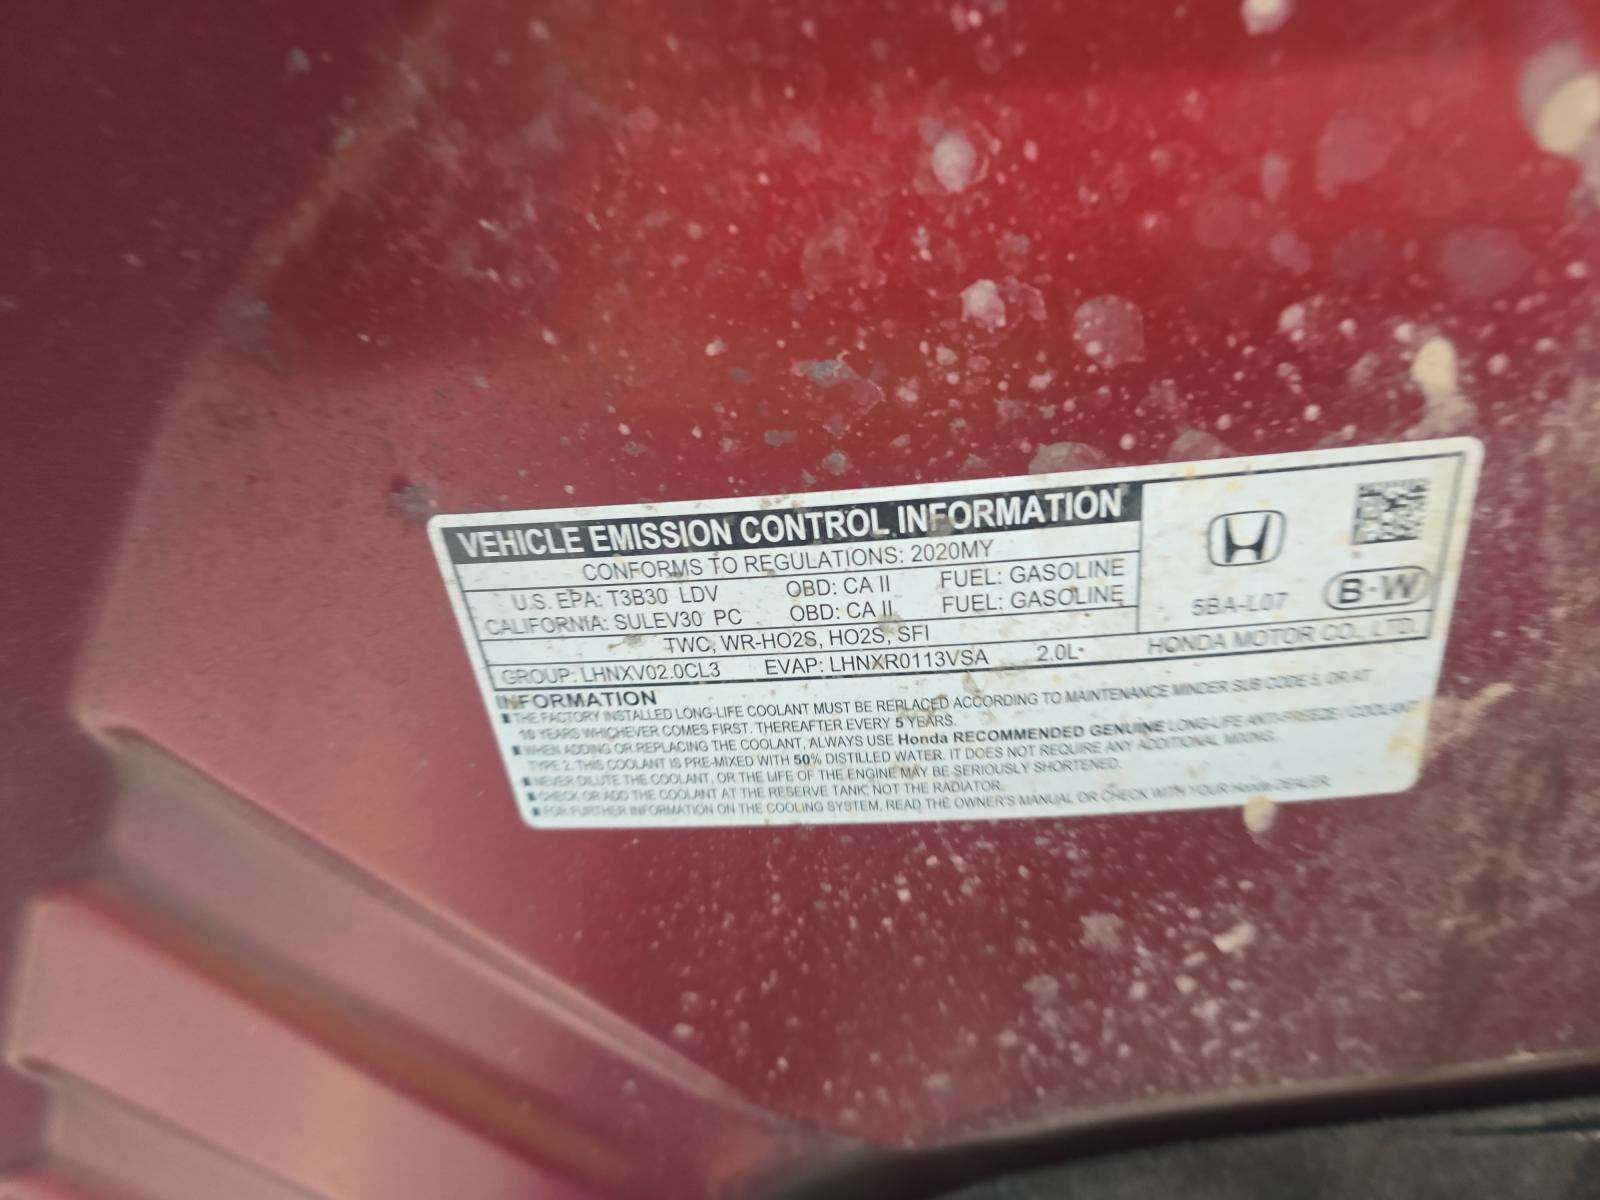 VEHICLE EMISSION CONTROL INFORMATION
CONFORMS TO REGULATIONS: 2020MY
U.S. EPA: T3B30 LDV OBD: CA II FUEL: GASOLINE
CALIFORNIA: SULEV30 PC OBD: CA II FUEL: GASOLINE
TWC, WR-HO2S, HO2S, SFI
GROUP: LHNXV02.0CL3 EVAP: LHNXR0113VSA 2.0L
5BA-L07 B-W
HONDA MOTOR CO., LTD.
INFORMATION
THE FACTORY INSTALLED LONG-LIFE COOLANT MUST BE REPLACED ACCORDING TO MAINTENANCE MINDER SUB CODE 5, OR AT
10 YEARS WHICHEVER COMES FIRST. THEREAFTER EVERY 5 YEARS.
WHEN ADDING OR REPLACING THE COOLANT, ALWAYS USE Honda RECOMMENDED GENUINE LONG-LIFE ANTI-FREEZE / COOLANT
TYPE 2. THIS COOLANT IS PRE-MIXED WITH 50% DISTILLED WATER. IT DOES NOT REQUIRE ANY ADDITIONAL MIXING.
NEVER DILUTE THE COOLANT, OR THE LIFE OF THE ENGINE MAY BE SERIOUSLY SHORTENED.
CHECK OR ADD THE COOLANT AT THE RESERVE TANK, NOT THE RADIATOR.
FOR FURTHER INFORMATION ON THE COOLING SYSTEM, READ THE OWNER'S MANUAL OR CHECK WITH YOUR Honda DEALER.